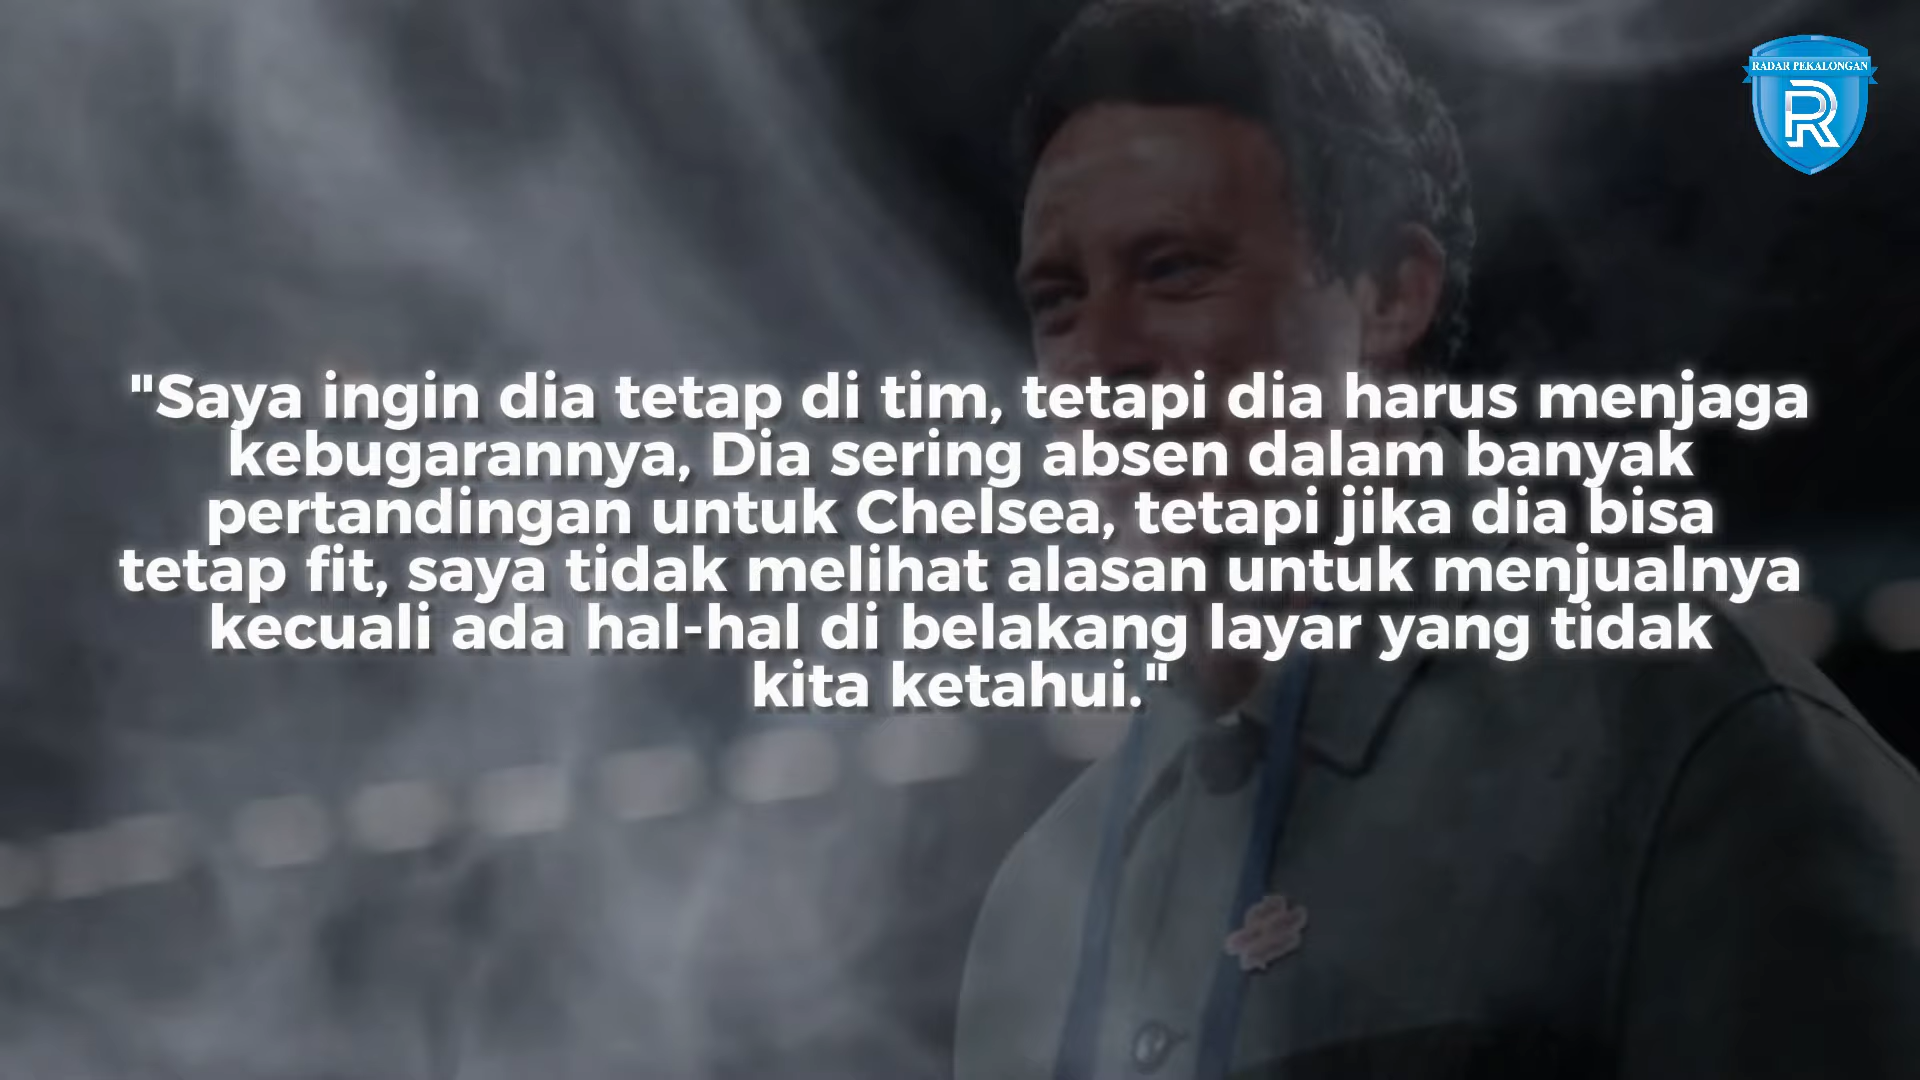 RADAR PEKALONGAN
R
"Saya ingin dia tetap di tim, tetapi dia harus menjaga
kebugarannya, Dia sering absen dalam banyak
pertandingan untuk Chelsea, tetapi jika dia bisa
tetap fit, saya tidak melihat alasan untuk menjualnya
kecuali ada hal-hal di belakang layar yang tidak
kita ketahui."